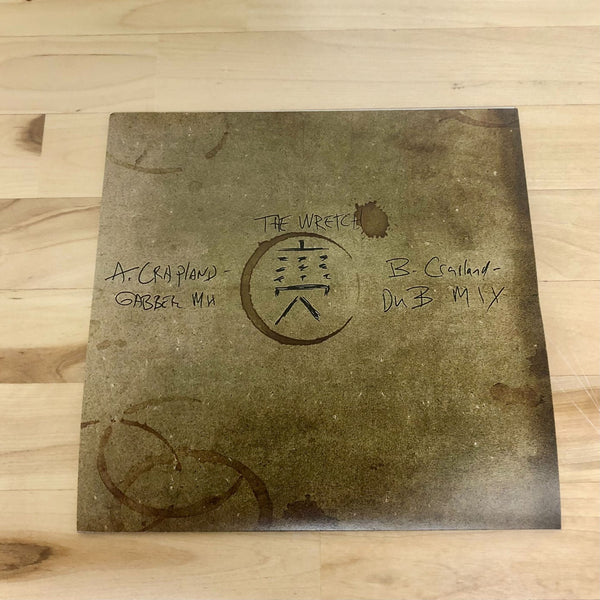 THE WRETCH
A. CRAPLAND -
GABBER MIX
B. Crapland -
DUB MIX